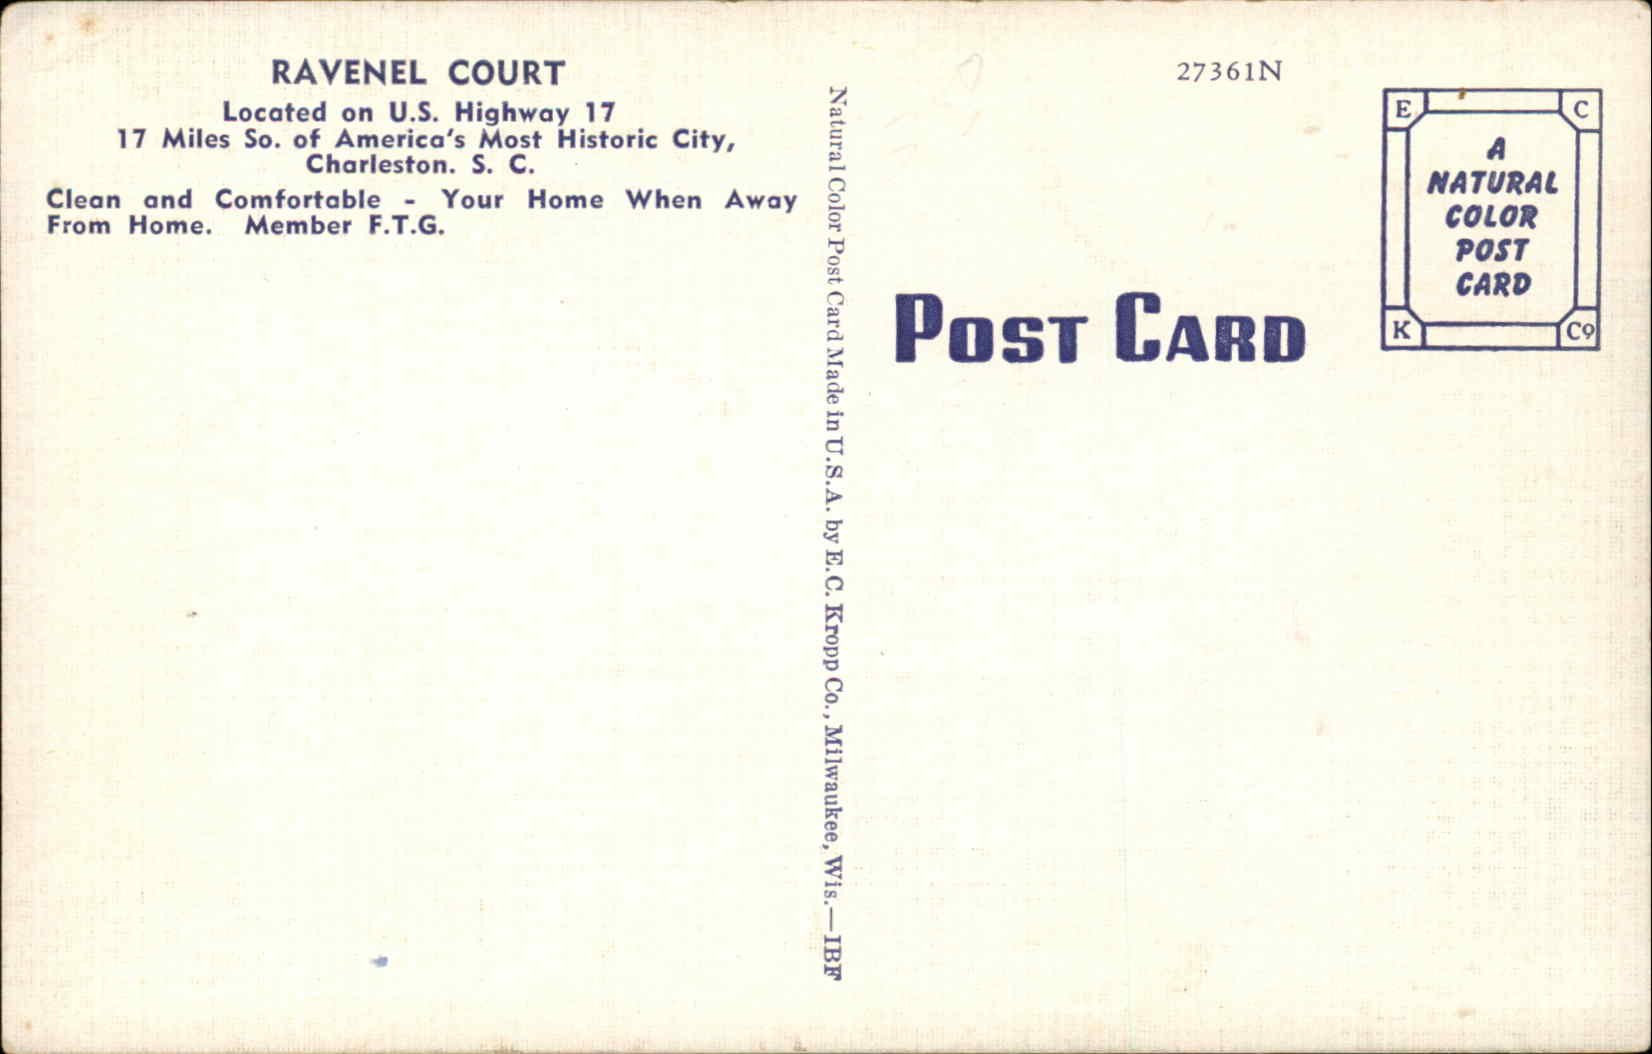 RAVENEL COURT
Located on U.S. Highway 17
17 Miles So. of America's Most Historic City,
Charleston. S. C.
Clean and Comfortable - Your Home When Away
From Home. Member F.T.G.
Natural Color Post Card Made in U.S.A. by E.C. Kropp Co., Milwaukee, Wis.—IBF
27361N
POST CARD
E C
A
NATURAL
COLOR
POST
CARD
K Co